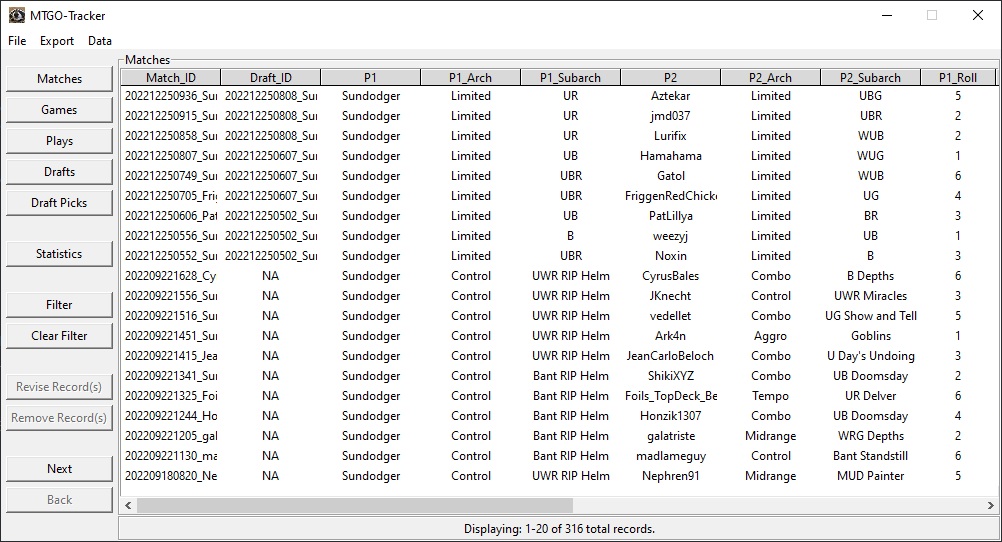 MTGO-Tracker
File Export Data
Matches
Games
Plays
Drafts
Draft Picks
Statistics
Filter
Clear Filter
Revise Record(s)
Remove Record(s)
Next
Back
Matches
Match_ID Draft_ID P1 P1_Arch P1_Subarch P2 P2_Arch P2_Subarch P1_Roll
202212250936_Sur 202212250808_Sur Sundodger Limited UR Aztekar Limited UBG 5
202212250915_Sur 202212250808_Sur Sundodger Limited UR jmd037 Limited UBR 2
202212250858_Sur 202212250808_Sur Sundodger Limited UR Lurifix Limited WUB 2
202212250807_Sur 202212250607_Sur Sundodger Limited UB Hamahama Limited WUG 1
202212250749_Sur 202212250607_Sur Sundodger Limited UBR Gatol Limited WUB 6
202212250705_Frig 202212250607_Sur Sundodger Limited UBR FriggenRedChicke Limited UG 4
202212250606_Pat 202212250502_Sur Sundodger Limited UB PatLillya Limited BR 3
202212250556_Sur 202212250502_Sur Sundodger Limited B weezyj Limited UB 1
202212250552_Sur 202212250502_Sur Sundodger Limited UBR Noxin Limited B 3
202209221628_Cy NA Sundodger Control UWR RIP Helm CyrusBales Combo B Depths 6
202209221556_Sur NA Sundodger Control UWR RIP Helm JKnecht Control UWR Miracles 3
202209221516_Sur NA Sundodger Control UWR RIP Helm vedellet Combo UG Show and Tell 5
202209221451_Sur NA Sundodger Control UWR RIP Helm Ark4n Aggro Goblins 1
202209221415_Jea NA Sundodger Control UWR RIP Helm JeanCarloBeloch Combo U Day's Undoing 3
202209221341_Sur NA Sundodger Control Bant RIP Helm ShikiXYZ Combo UB Doomsday 2
202209221325_Foi NA Sundodger Control Bant RIP Helm Foils_TopDeck_Be Tempo UR Delver 6
202209221244_Ho NA Sundodger Control Bant RIP Helm Honzik1307 Combo UB Doomsday 4
202209221205_gal NA Sundodger Control Bant RIP Helm galatriste Midrange WRG Depths 2
202209221130_ma NA Sundodger Control Bant RIP Helm madlameguy Control Bant Standstill 6
202209180820_Ne NA Sundodger Control UWR RIP Helm Nephren91 Midrange MUD Painter 5
Displaying: 1-20 of 316 total records.